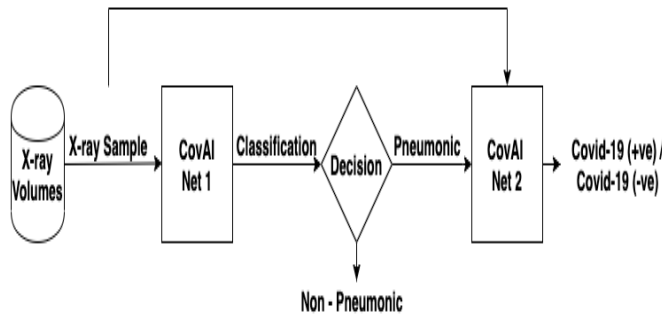 X-ray
Volumes
X-ray Sample
CovAI
Net 1
Classification
Decision
Pneumonic
CovAI
Net 2
Covid-19 (+ve) /
Covid-19 (-ve)
Non - Pneumonic